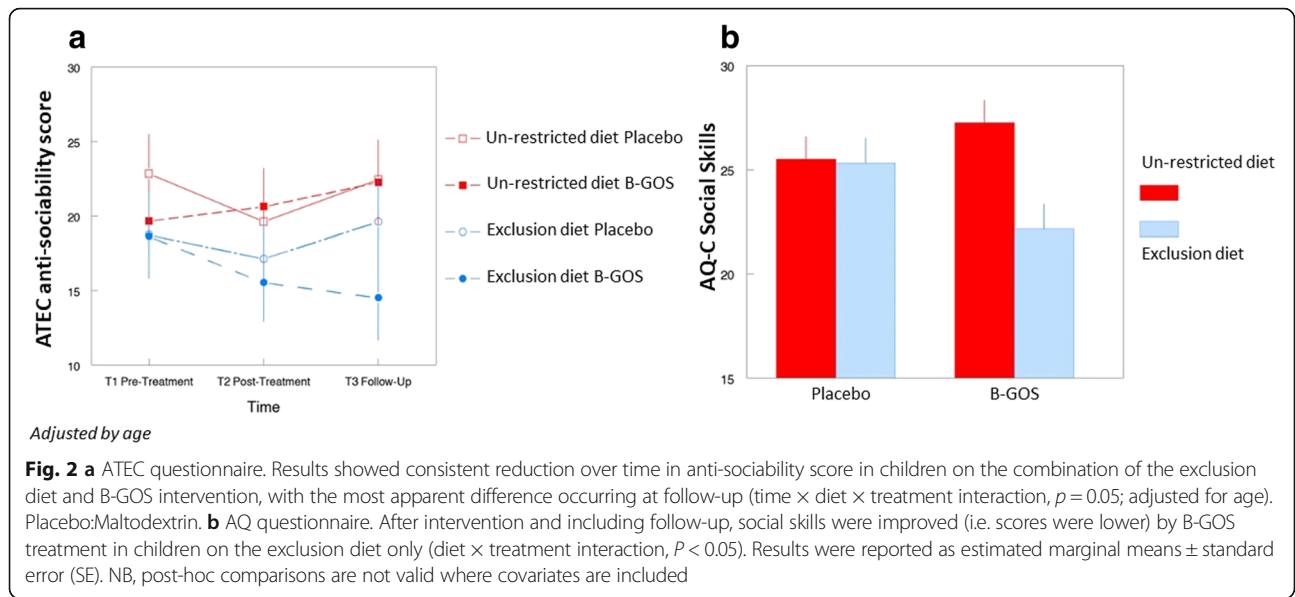 a
30
25
20
15
10
ATEC anti-sociability score
T1 Pre-Treatment T2 Post-Treatment T3 Follow-Up
Time
Un-restricted diet Placebo
Un-restricted diet B-GOS
Exclusion diet Placebo
Exclusion diet B-GOS
Adjusted by age
b
30
25
20
15
AQ-C Social Skills
Placebo B-GOS
Un-restricted diet
Exclusion diet
Fig. 2 a ATEC questionnaire. Results showed consistent reduction over time in anti-sociability score in children on the combination of the exclusion
diet and B-GOS intervention, with the most apparent difference occurring at follow-up (time × diet × treatment interaction, p = 0.05; adjusted for age).
Placebo:Maltodextrin. b AQ questionnaire. After intervention and including follow-up, social skills were improved (i.e. scores were lower) by B-GOS
treatment in children on the exclusion diet only (diet × treatment interaction, P < 0.05). Results were reported as estimated marginal means ± standard
error (SE). NB, post-hoc comparisons are not valid where covariates are included